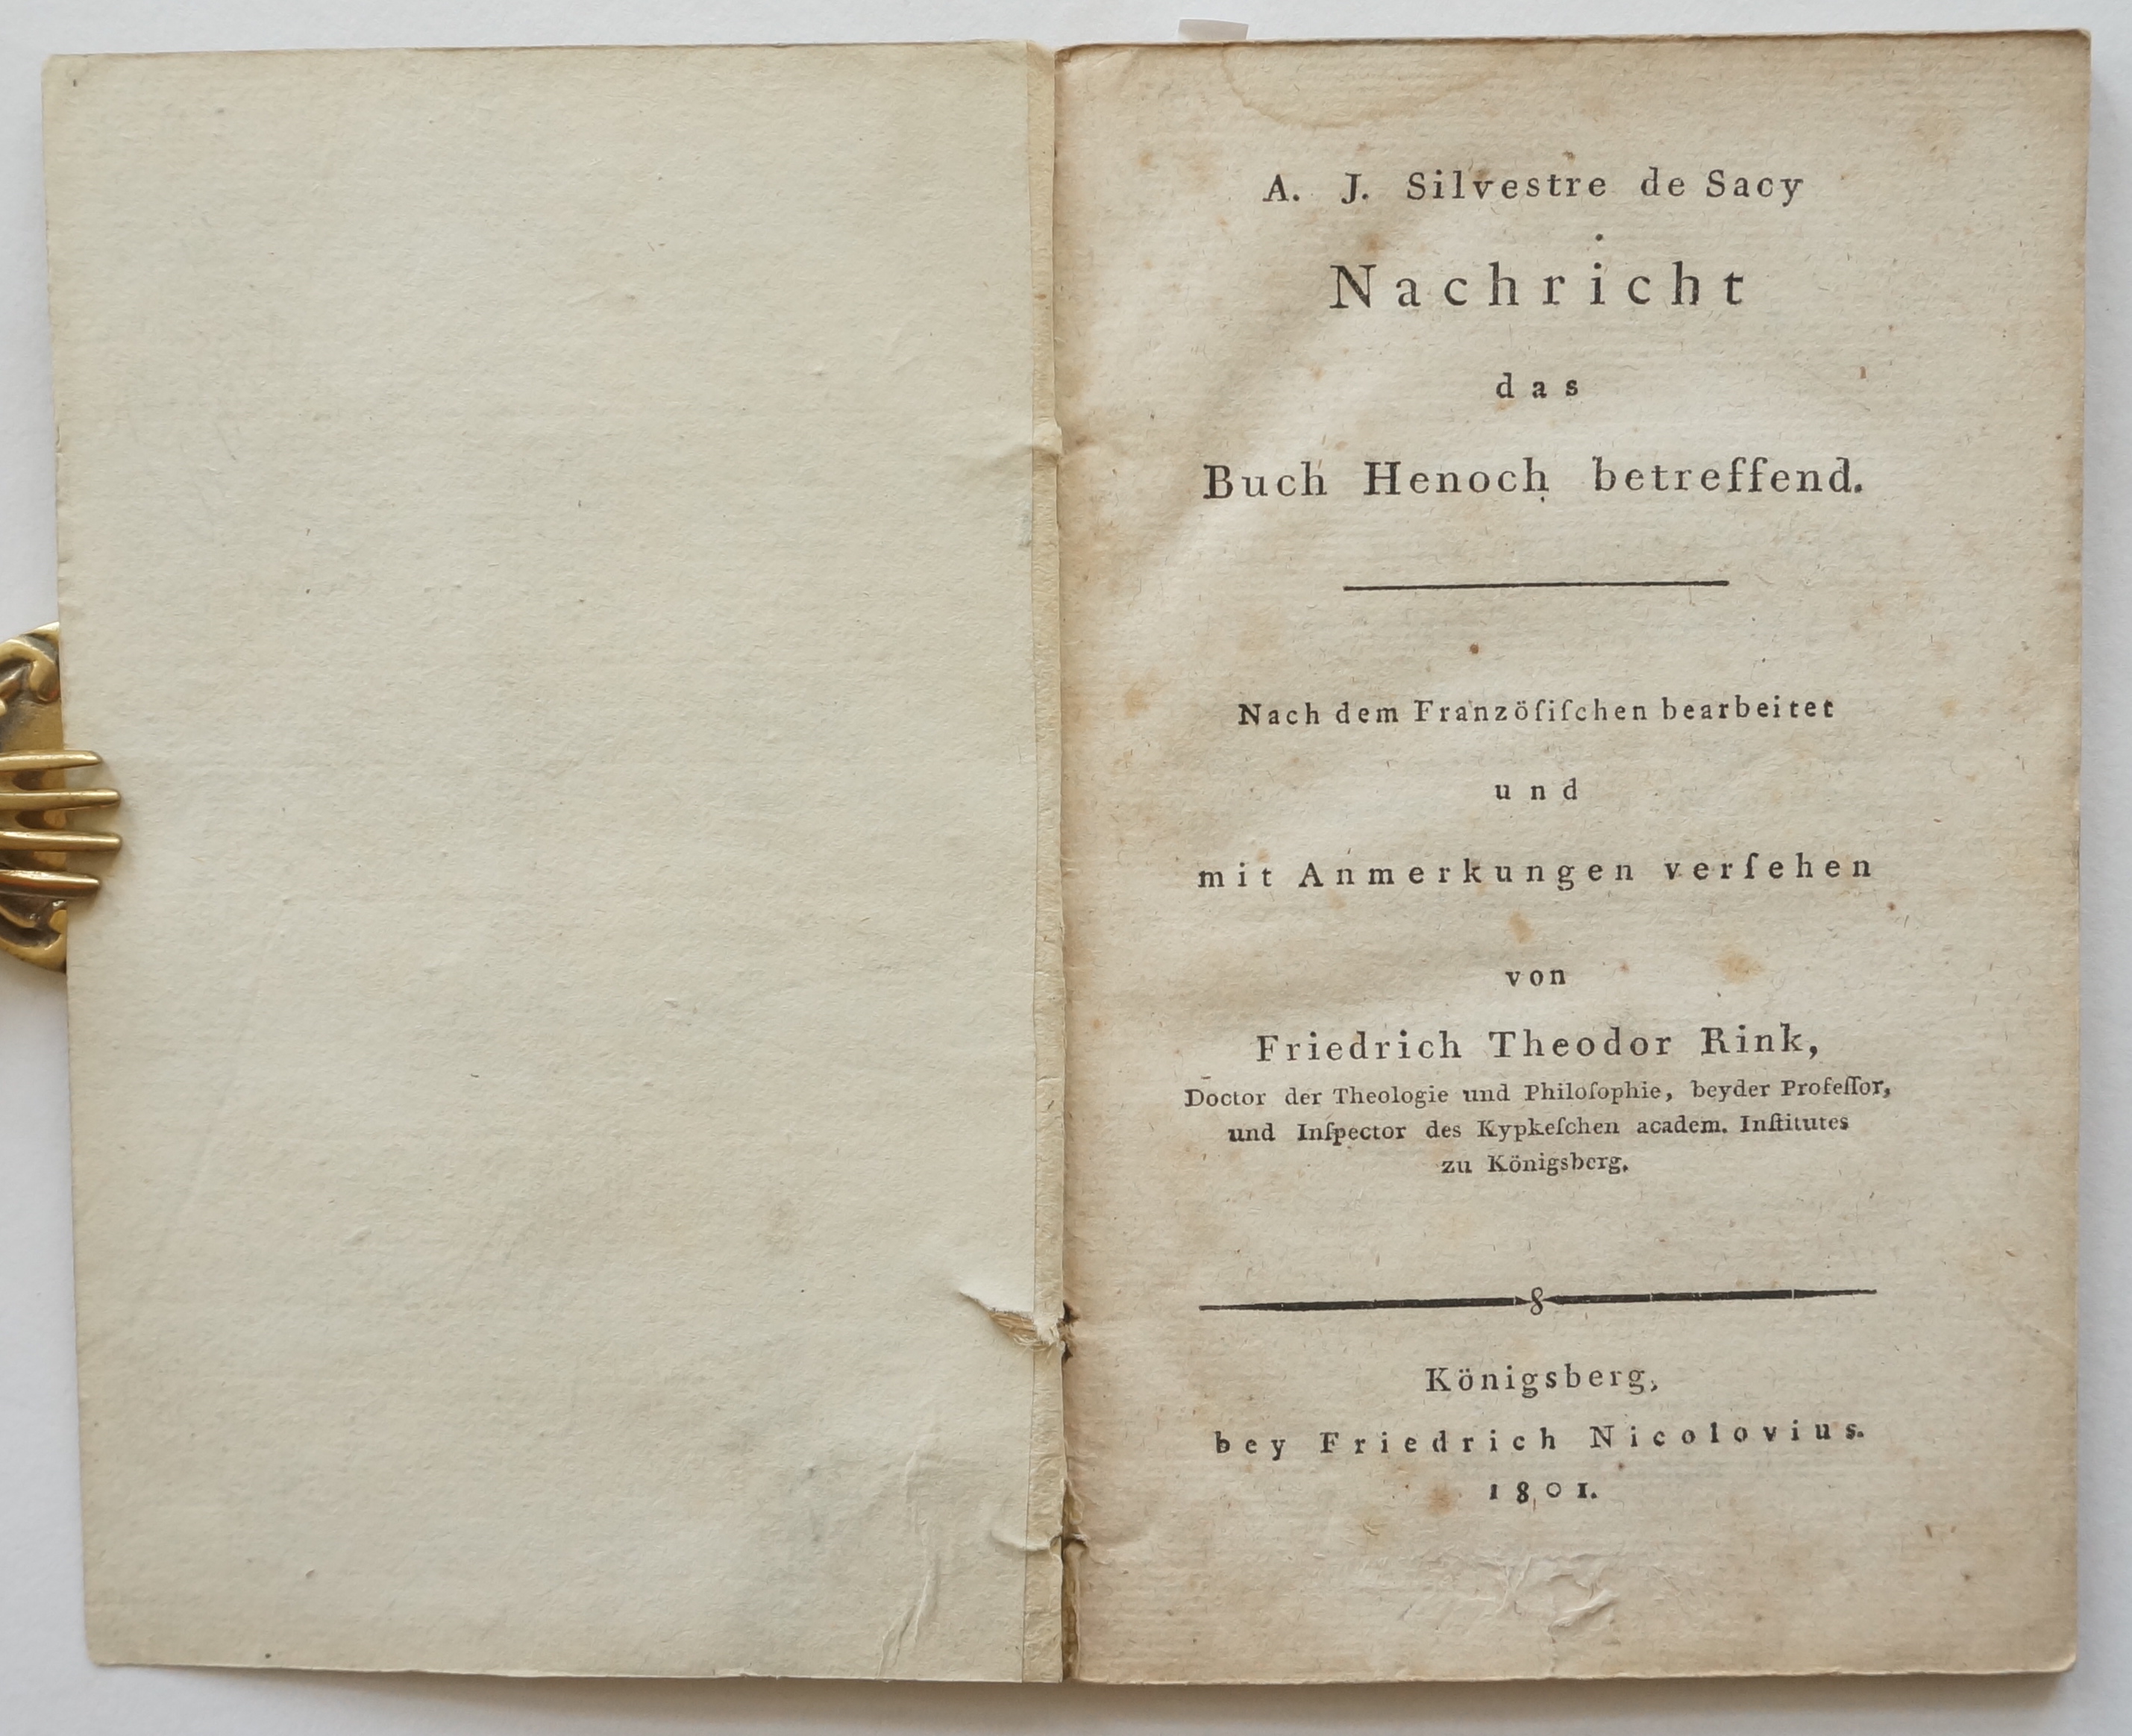 A. J. Silvestre de Sacy
Nachricht
das
Buch Henoch betreffend.
Nach dem Franzöſiſchen bearbeitet
und
mit Anmerkungen verſehen
von
Friedrich Theodor Rink,
Doctor der Theologie und Philoſophie, beyder Profeſſor,
und Inſpector des Kypkeſchen academ. Inſtitutes
zu Königsberg.
Königsberg,
bey Friedrich Nicolovius.
1801.